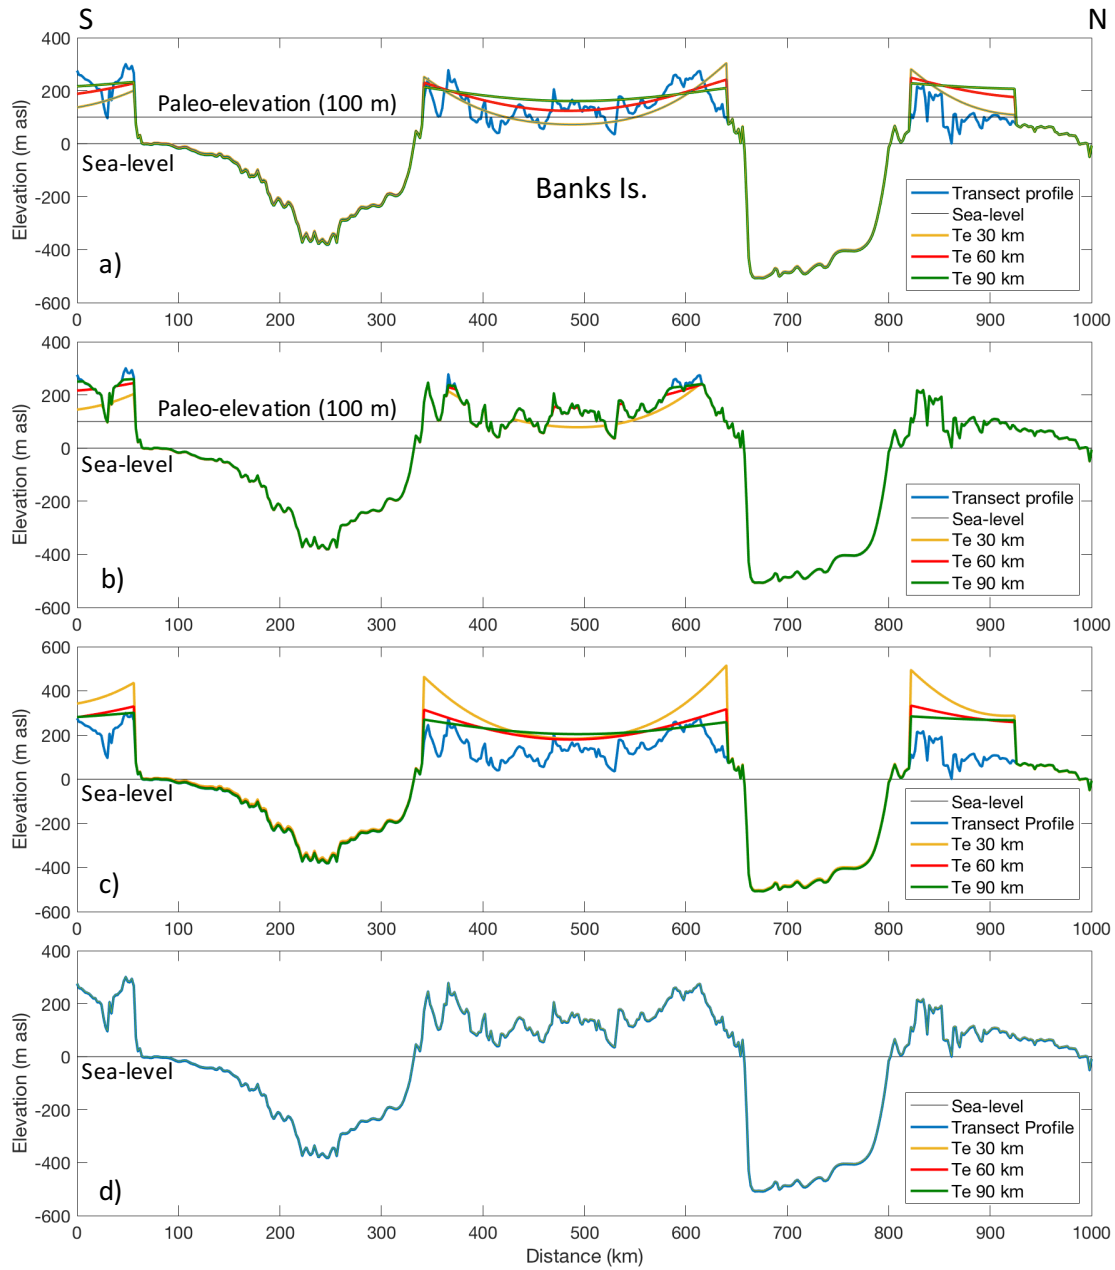 S
N
400
200
0
-200
-400
-600
Elevation (m asl)
Paleo-elevation (100 m)
Sea-level
Banks Is.
a)
Transect profile
Sea-level
Te 30 km
Te 60 km
Te 90 km
0 100 200 300 400 500 600 700 800 900 1000
400
200
0
-200
-400
-600
Elevation (m asl)
Paleo-elevation (100 m)
Sea-level
b)
Transect profile
Sea-level
Te 30 km
Te 60 km
Te 90 km
0 100 200 300 400 500 600 700 800 900 1000
600
400
200
0
-200
-400
-600
Elevation (m asl)
Sea-level
c)
Sea-level
Transect Profile
Te 30 km
Te 60 km
Te 90 km
0 100 200 300 400 500 600 700 800 900 1000
400
200
0
-200
-400
-600
Elevation (m asl)
Sea-level
d)
Sea-level
Transect Profile
Te 30 km
Te 60 km
Te 90 km
0 100 200 300 400 500 600 700 800 900 1000
Distance (km)